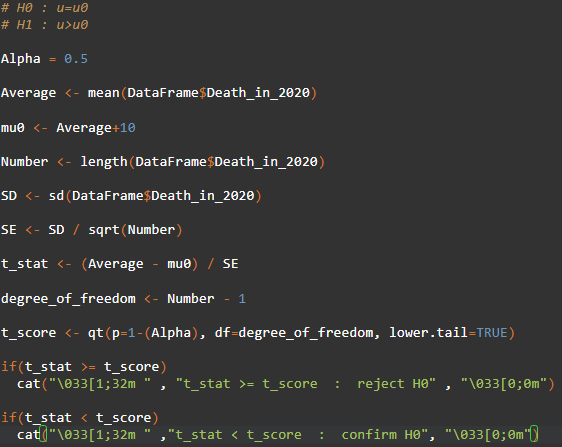 # H0 : u=u0
# H1 : u>u0
Alpha = 0.5
Average <- mean(DataFrame$Death_in_2020)
mu0 <- Average+10
Number <- length(DataFrame$Death_in_2020)
SD <- sd(DataFrame$Death_in_2020)
SE <- SD / sqrt(Number)
t_stat <- (Average - mu0) / SE
degree_of_freedom <- Number - 1
t_score <- qt(p=1-(Alpha), df=degree_of_freedom, lower.tail=TRUE)
if(t_stat >= t_score)
  cat("\033[1;32m " , "t_stat >= t_score  :  reject H0" , "\033[0;0m")
if(t_stat < t_score)
  cat("\033[1;32m " ,"t_stat < t_score  :  confirm H0", "\033[0;0m")